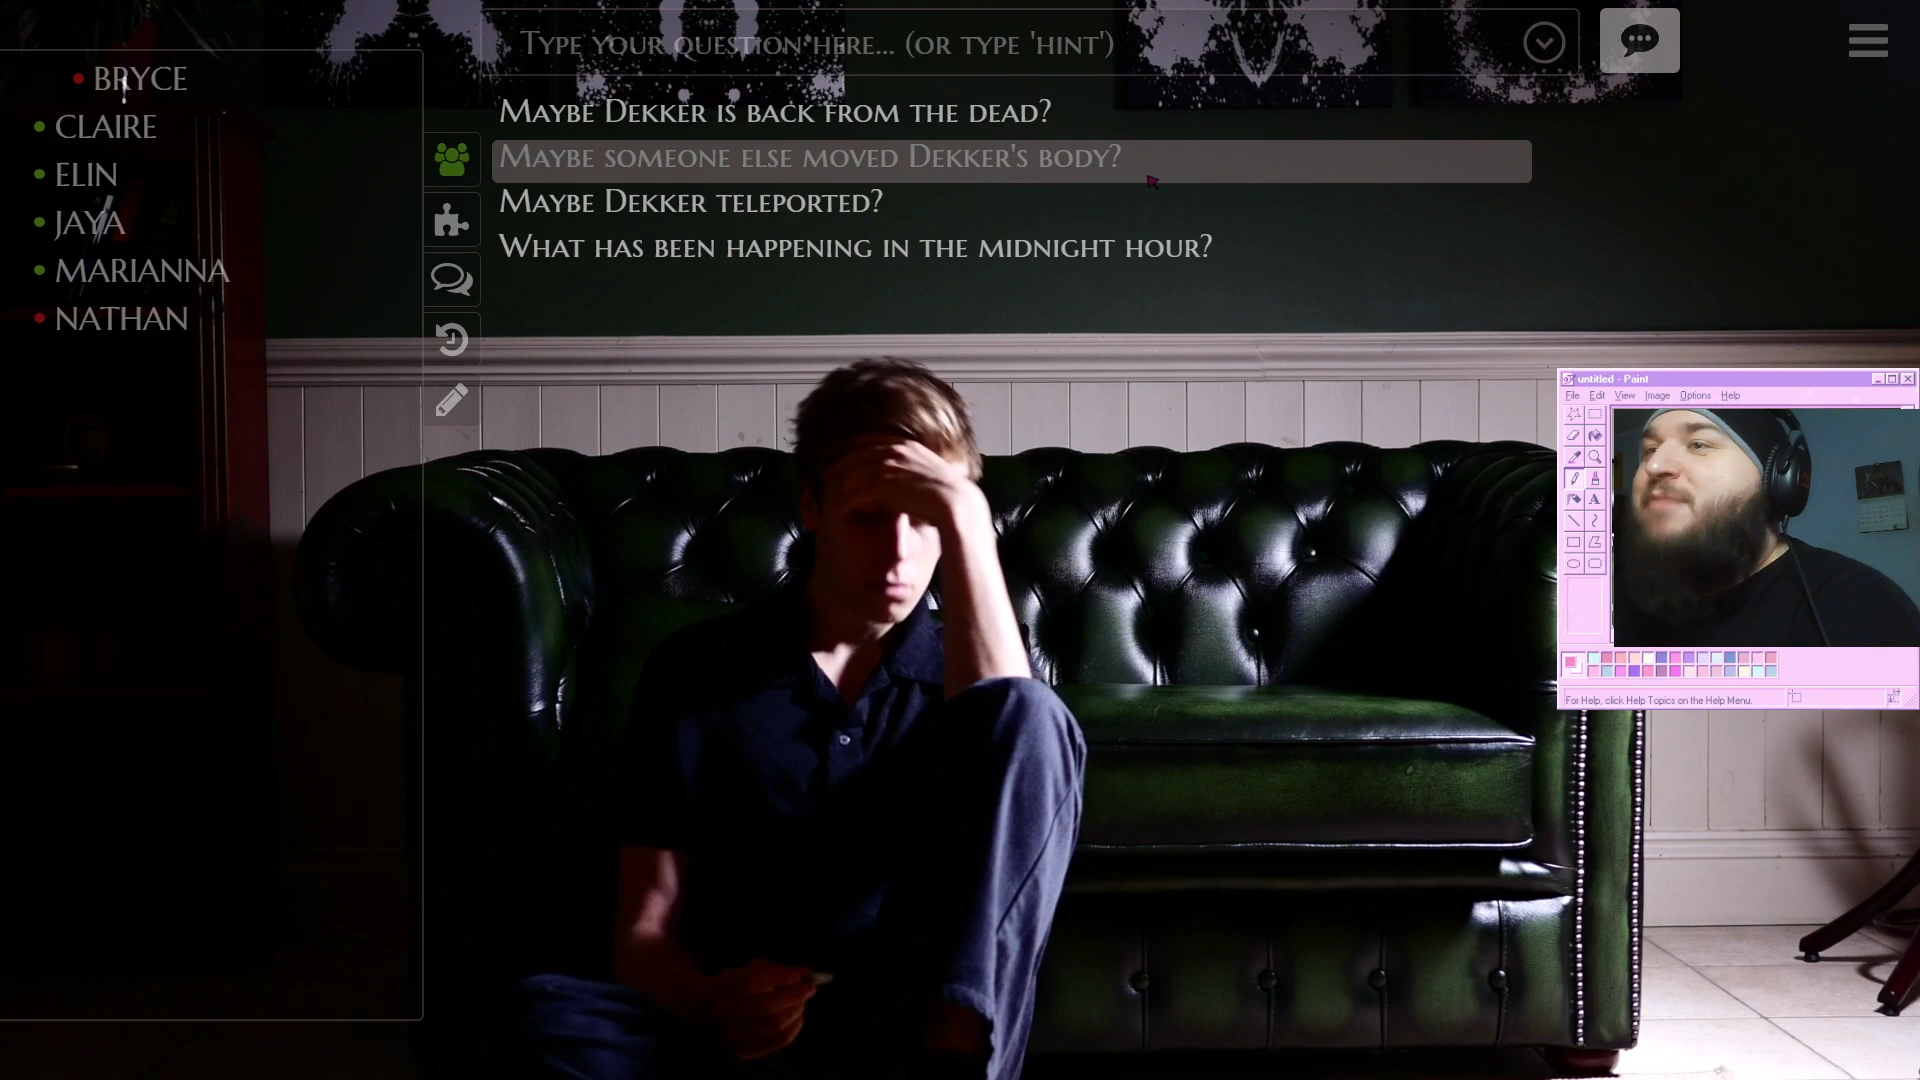 Type your question here... (or type 'hint')
BRYCE
CLAIRE
ELIN
JAYA
MARIANNA
NATHAN
Maybe Dekker is back from the dead?
Maybe someone else moved Dekker's body?
Maybe Dekker teleported?
What has been happening in the midnight hour?
untitled - Paint
File Edit View Image Options Help
A
For Help, click Help Topics on the Help Menu.